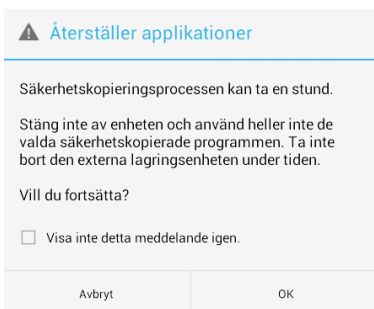 Återställer applikationer
Säkerhetskopieringsprocessen kan ta en stund.
Stäng inte av enheten och använd heller inte de
valda säkerhetskopierade programmen. Ta inte
bort den externa lagringsenheten under tiden.
Vill du fortsätta?
Visa inte detta meddelande igen.
Avbryt
OK